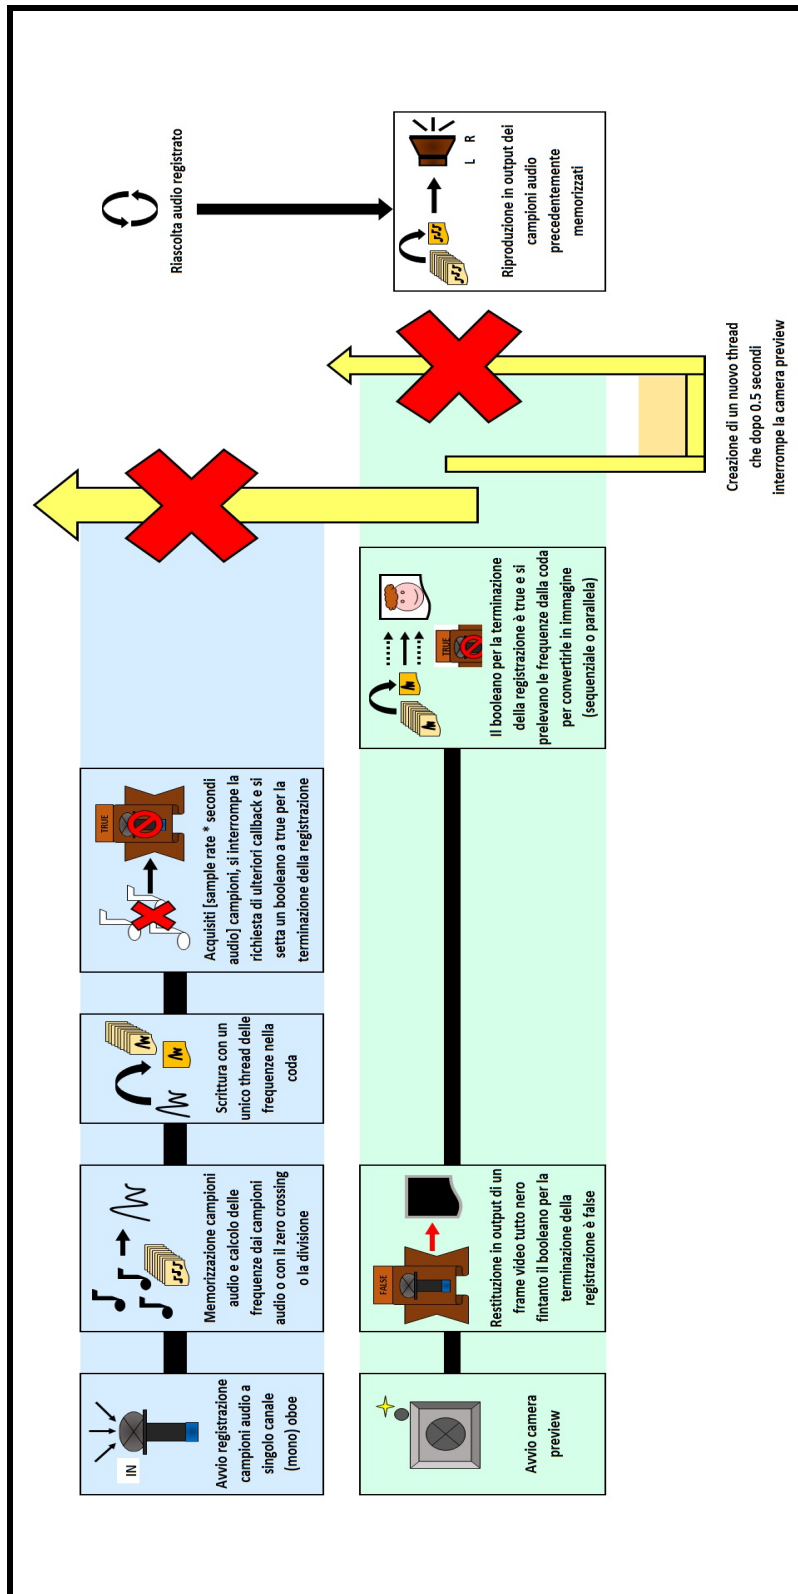 IN
Avvio registrazione
campioni audio a
singolo canale
(mono) oboe
Memorizzazione campioni
audio e calcolo delle
frequenze dai campioni
audio o con il zero crossing
o la divisione
Scrittura con un
unico thread delle
frequenze nella
coda
TRUE
Acquisiti [sample rate * secondi
audio] campioni, si interrompe la
richiesta di ulteriori callback e si
setta un booleano a true per la
terminazione della registrazione
Riascolta audio registrato
Avvio camera
preview
FALSE
Restituzione in output di un
frame video tutto nero
fintanto il booleano per la
terminazione della
registrazione è false
TRUE
Il booleano per la terminazione
della registrazione è true e si
prelevano le frequenze dalla coda
per convertirle in immagine
(sequenziale o parallela)
L R
Riproduzione in output dei
campioni audio
precedentemente
memorizzati
Creazione di un nuovo thread
che dopo 0.5 secondi
interrompe la camera preview